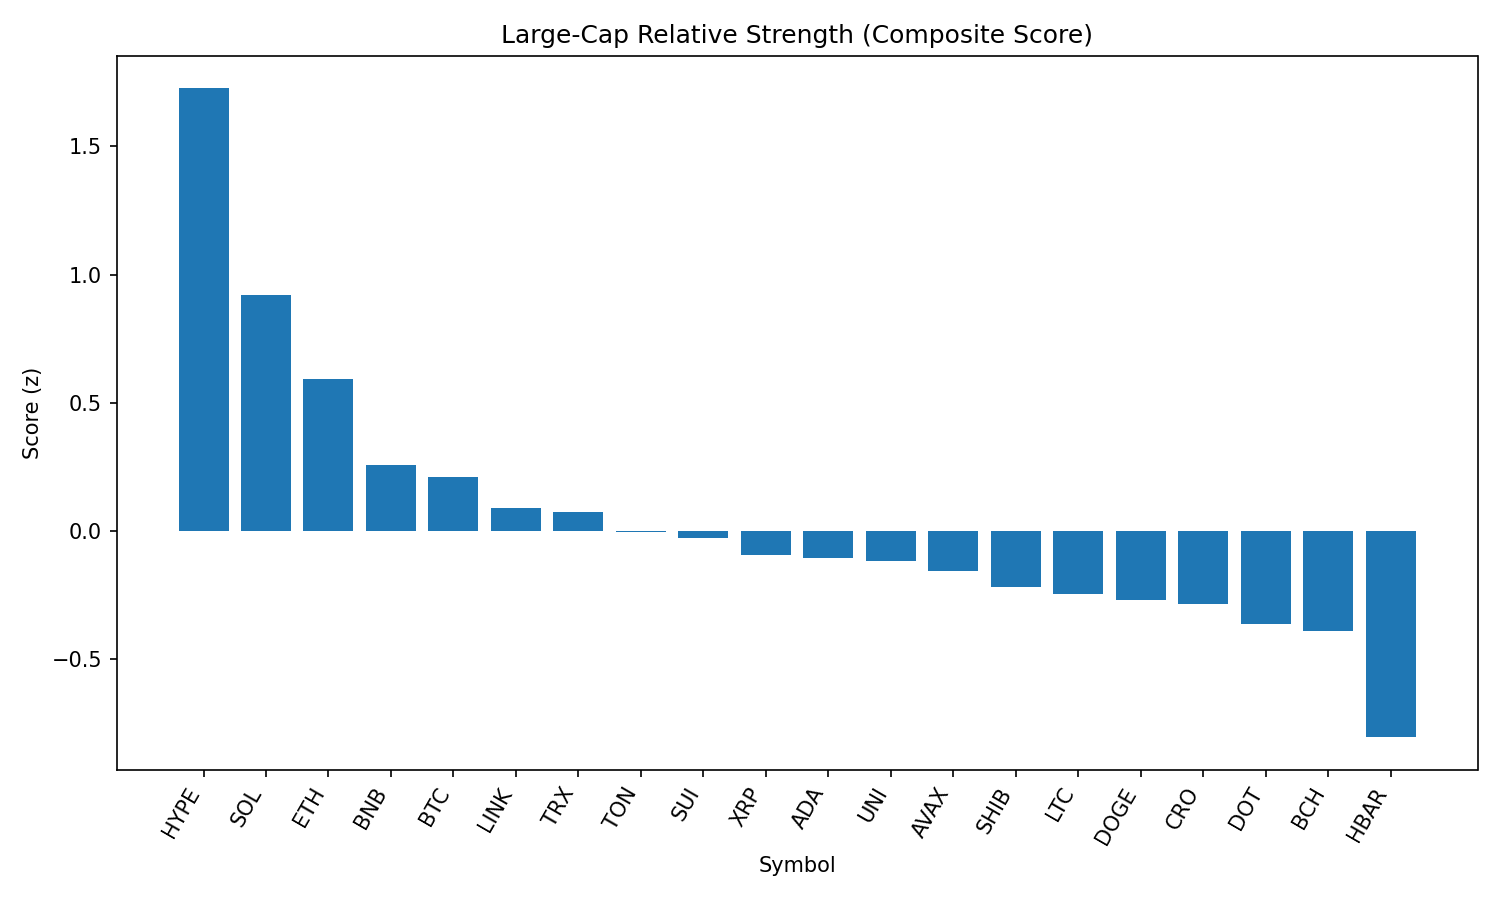 Large-Cap Relative Strength (Composite Score)
Score (z)
1.5
1.0
0.5
0.0
−0.5
HYPE
SOL
ETH
BNB
BTC
LINK
TRX
TON
SUI
XRP
ADA
UNI
AVAX
SHIB
LTC
DOGE
CRO
DOT
BCH
HBAR
Symbol